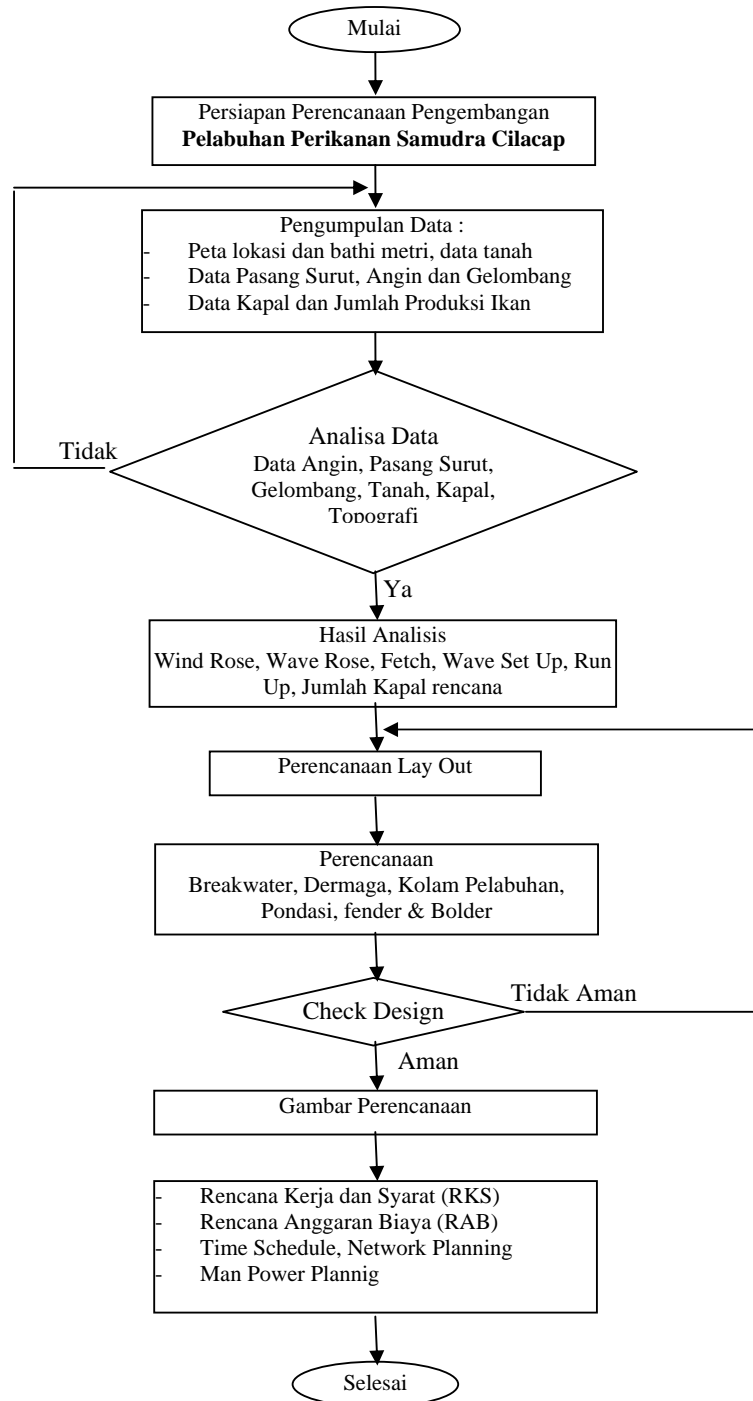 Mulai
Persiapan Perencanaan Pengembangan
Pelabuhan Perikanan Samudra Cilacap
Pengumpulan Data :
- Peta lokasi dan bathi metri, data tanah
- Data Pasang Surut, Angin dan Gelombang
- Data Kapal dan Jumlah Produksi Ikan
Tidak
Analisa Data
Data Angin, Pasang Surut,
Gelombang, Tanah, Kapal,
Topografi
Ya
Hasil Analisis
Wind Rose, Wave Rose, Fetch, Wave Set Up, Run
Up, Jumlah Kapal rencana
Perencanaan Lay Out
Perencanaan
Breakwater, Dermaga, Kolam Pelabuhan,
Pondasi, fender & Bolder
Check Design
Tidak Aman
Aman
Gambar Perencanaan
- Rencana Kerja dan Syarat (RKS)
- Rencana Anggaran Biaya (RAB)
- Time Schedule, Network Planning
- Man Power Plannig
Selesai